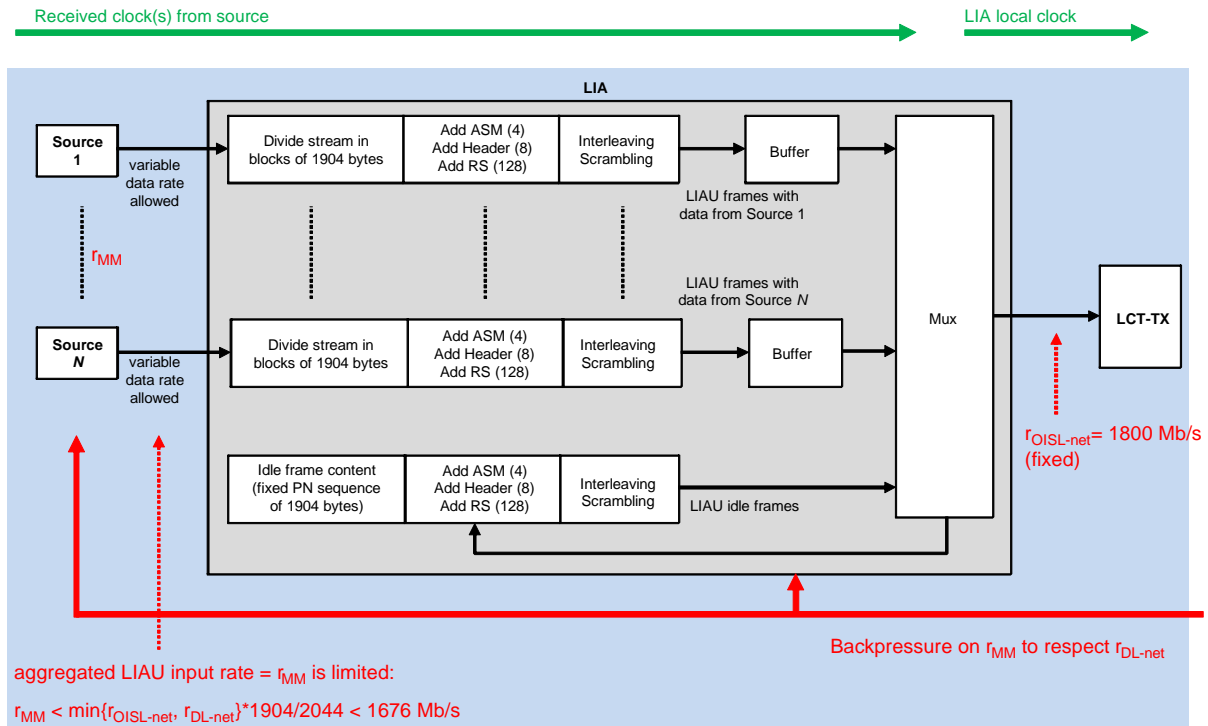 Received clock(s) from source
LIA local clock
LIA
Source
1
variable
data rate
allowed
Divide stream in
blocks of 1904 bytes
Add ASM (4)
Add Header (8)
Add RS (128)
Interleaving
Scrambling
Buffer
LIAU frames with
data from Source 1
rMM
LIAU frames with
data from Source N
Mux
LCT-TX
Source
N
variable
data rate
allowed
Divide stream in
blocks of 1904 bytes
Add ASM (4)
Add Header (8)
Add RS (128)
Interleaving
Scrambling
Buffer
rOISL-net= 1800 Mb/s
(fixed)
Idle frame content
(fixed PN sequence
of 1904 bytes)
Add ASM (4)
Add Header (8)
Add RS (128)
Interleaving
Scrambling
LIAU idle frames
Backpressure on rMM to respect rDL-net
aggregated LIAU input rate = rMM is limited:
rMM < min{rOISL-net, rDL-net}*1904/2044 < 1676 Mb/s